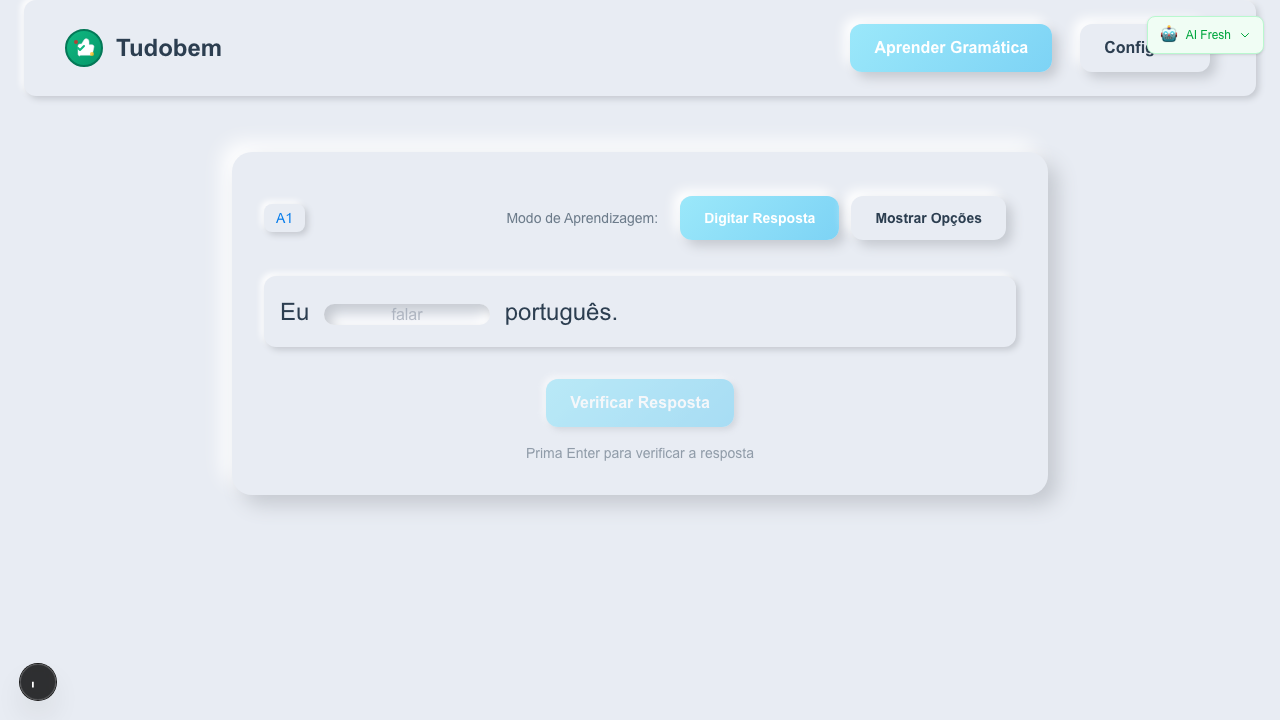 Tudobem
Aprender Gramática
Config
AI Fresh
A1
Modo de Aprendizagem:
Digitar Resposta
Mostrar Opções
Eu falar português.
Verificar Resposta
Prima Enter para verificar a resposta